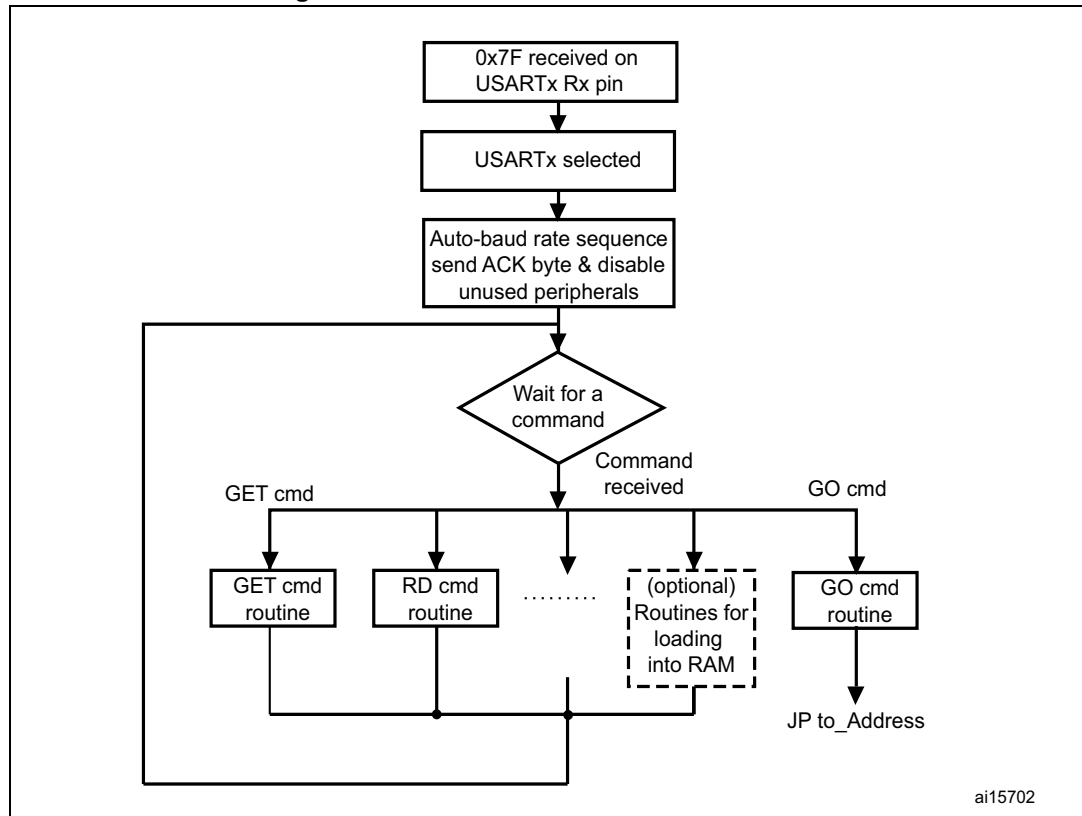 0x7F received on
USARTx Rx pin
USARTx selected
Auto-baud rate sequence
send ACK byte & disable
unused peripherals
Wait for a
command
Command
received
GET cmd
GO cmd
GET cmd
routine
RD cmd
routine
.........
(optional)
Routines for
loading
into RAM
GO cmd
routine
JP to_Address
ai15702